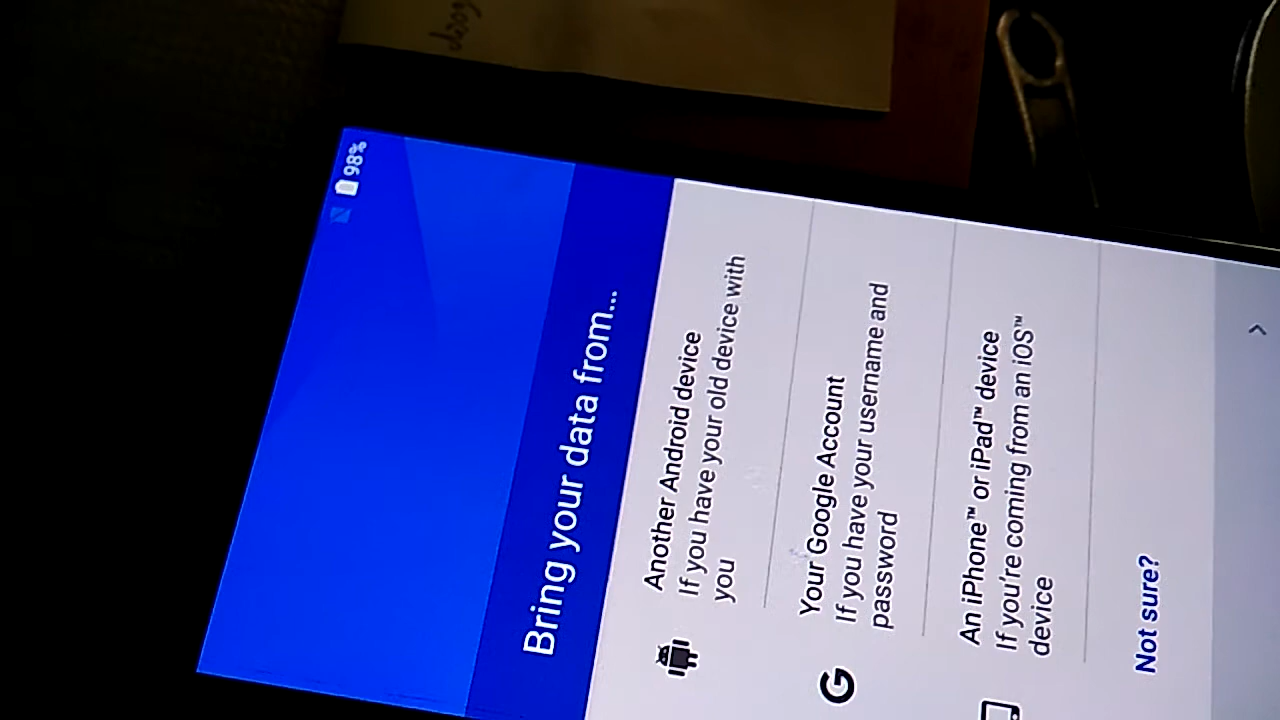 98%
Bring your data from...
Another Android device
If you have your old device with
you
Your Google Account
If you have your username and
password
An iPhone™ or iPad™ device
If you're coming from an iOS™
device
Not sure?